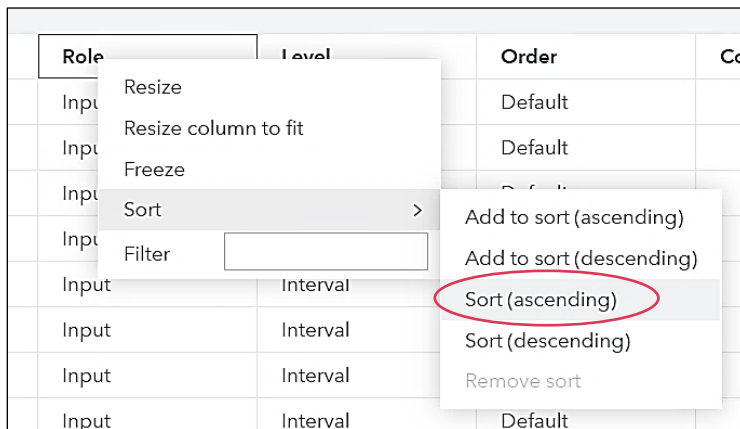 Role Level Order
Resize
Input Default
Resize column to fit
Default
Freeze
Sort
Add to sort (ascending)
Filter
Add to sort (descending)
Input Interval
Sort (ascending)
Input Interval
Sort (descending)
Input Interval
Remove sort
Input Interval Default